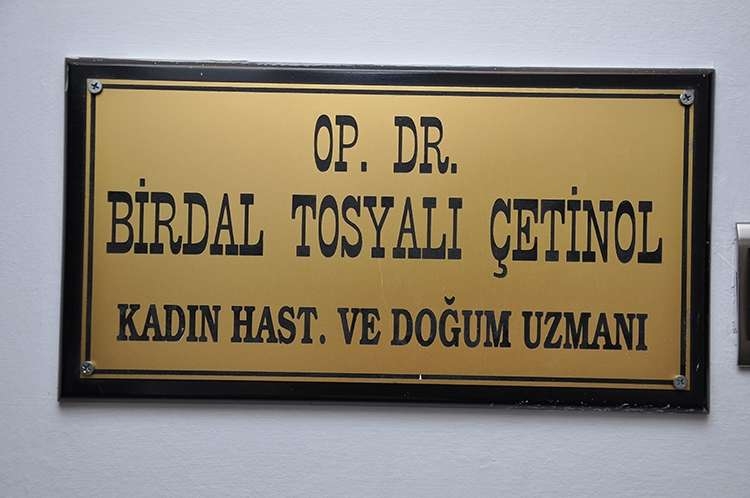 OP. DR.
BİRDAL TOSYALI ÇETİNOL
KADIN HAST. VE DOĞUM UZMANI